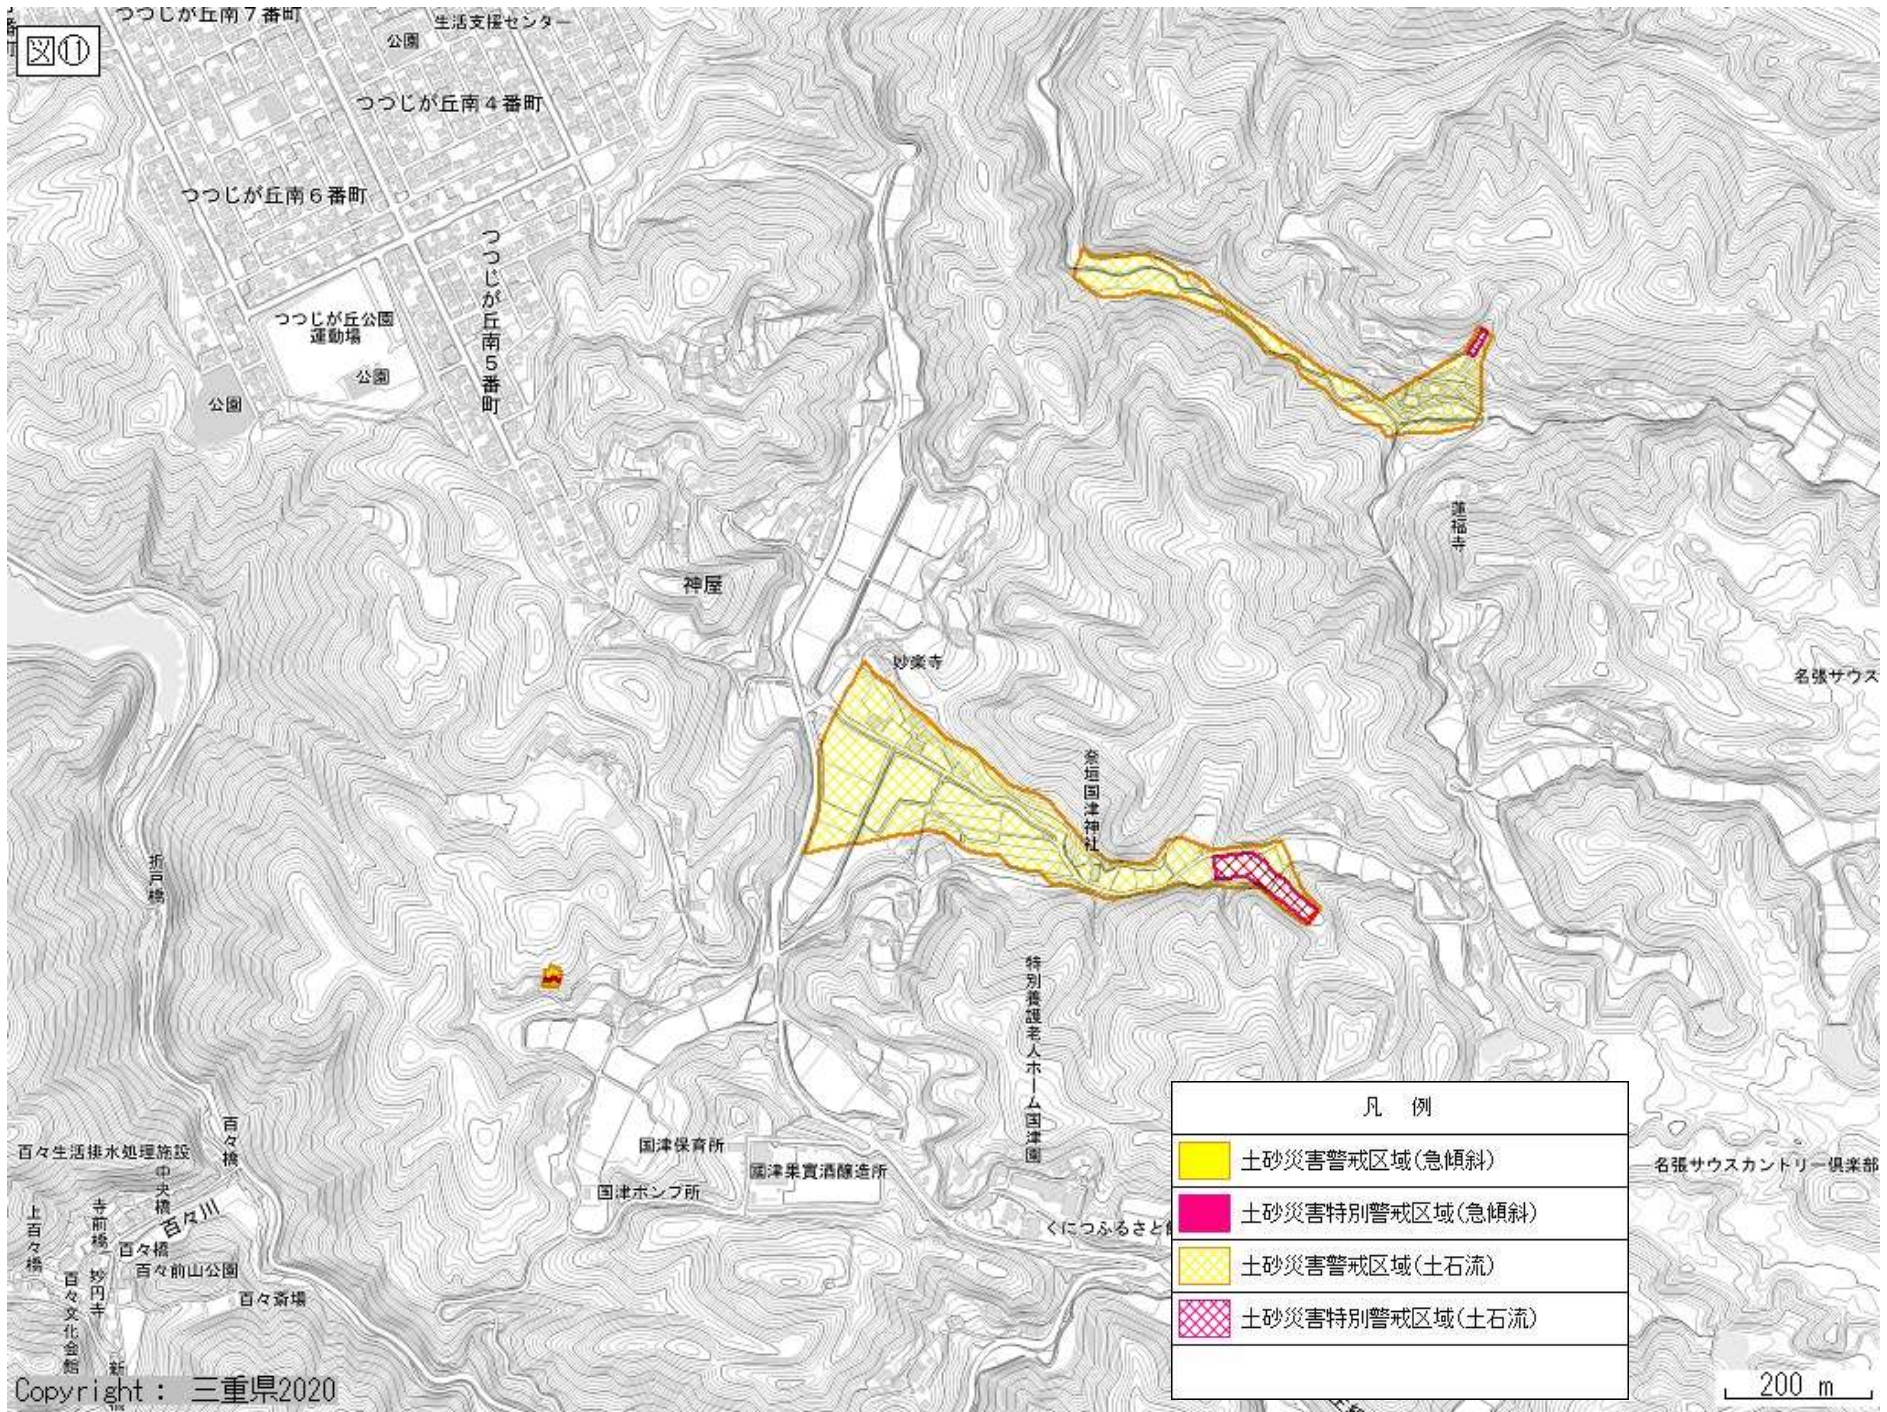 つつじが丘南７番町
生活支援センター
図⑪
公園
つつじが丘南４番町
つつじが丘南６番町
つつじが丘南５番町
つつじが丘公園
運動場
公園
公園
蓮福寺
神屋
妙楽寺
名張サウス
奈垣国津神社
折戸橋
特別養護老人ホーム国津園
百々橋
国津保育所
百々生活排水処理施設
中央橋
國津果實酒醸造所
国津ポンプ所
百々川
寺前橋
上百々橋
くにつふるさと
百々橋
百々前山公園
妙円寺
百々文化会館
百々斎場
新
名張サウスカントリー倶楽部
凡 例
土砂災害警戒区域(急傾斜)
土砂災害特別警戒区域(急傾斜)
土砂災害警戒区域(土石流)
土砂災害特別警戒区域(土石流)
Copyright： 三重県2020
200 m